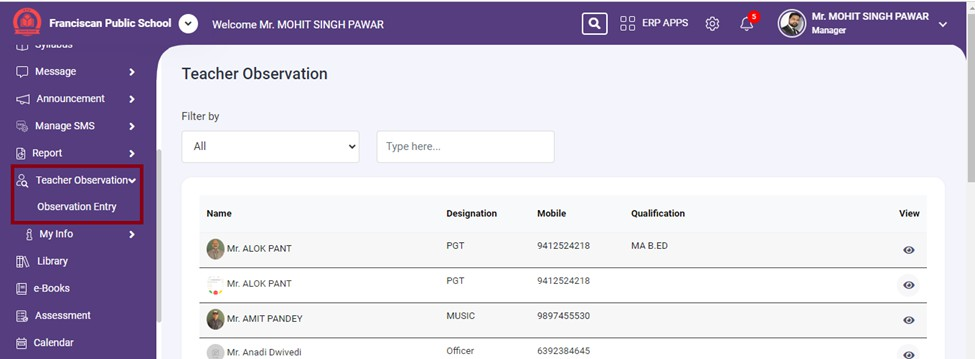 Franciscan Public School
Welcome Mr. MOHIT SINGH PAWAR
ERP APPS
5
Mr. MOHIT SINGH PAWAR
Manager
Syllabus
Message
Announcement
Manage SMS
Report
Teacher Observation
Observation Entry
My Info
Library
e-Books
Assessment
Calendar
Teacher Observation
Filter by
All
Type here...
Name Designation Mobile Qualification View
Mr. ALOK PANT PGT 9412524218 MA B.ED
Mr. ALOK PANT PGT 9412524218
Mr. AMIT PANDEY MUSIC 9897455530
Mr. Anadi Dwivedi Officer 6392384645